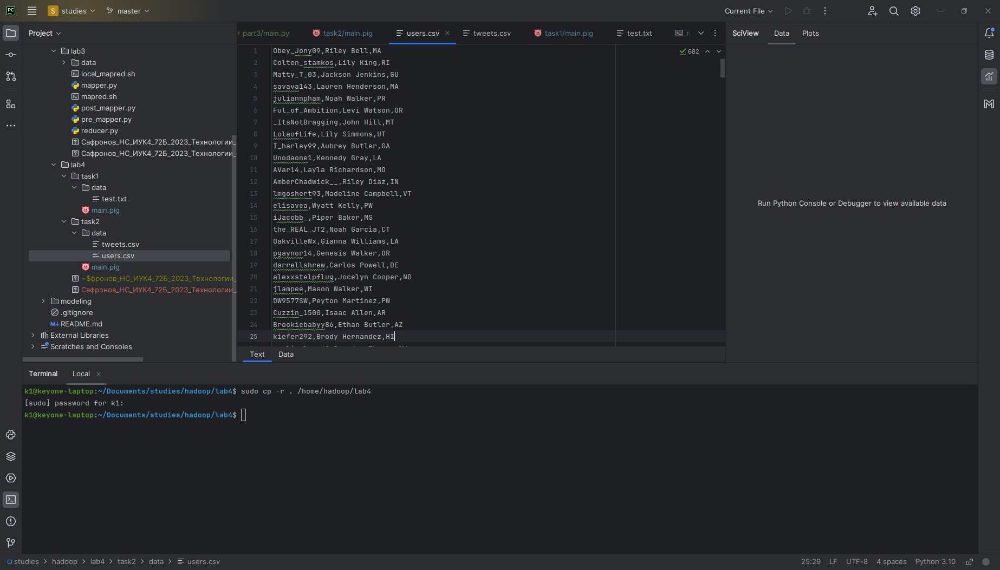 PC
S studies
master
Current File
Project
part3/main.py
task2/main.pig
users.csv
tweets.csv
task1/main.pig
test.txt
SciView
Data
Plots
lab3
data
local_mapred.sh
mapper.py
mapred.sh
post_mapper.py
pre_mapper.py
reducer.py
Сафронов_НС_ИУК4_72Б_2023_Технологии_
Сафронов_НС_ИУК4_72Б_2023_Технологии_
lab4
task1
data
test.txt
main.pig
task2
data
tweets.csv
users.csv
main.pig
~$фронов_НС_ИУК4_72Б_2023_Технологии_
Сафронов_НС_ИУК4_72Б_2023_Технологии_
modeling
.gitignore
M↓ README.md
External Libraries
Scratches and Consoles
682
1 Obey_Jony09,Riley Bell,MA
2 Colten_stamkos,Lily King,RI
3 Matty_T_03,Jackson Jenkins,GU
4 savava143,Lauren Henderson,MA
5 juliannpham,Noah Walker,PR
6 Ful_of_Ambition,Levi Watson,OR
7 _ItsNotBragging,John Hill,MT
8 LolaofLife,Lily Simmons,UT
9 I_harley99,Aubrey Butler,GA
10 Unodaone1,Kennedy Gray,LA
11 AVar14,Layla Richardson,MO
12 AmberChadwick__,Riley Diaz,IN
13 lmgoshert93,Madeline Campbell,VT
14 elisavea,Wyatt Kelly,PW
15 iJacobb_,Piper Baker,MS
16 the_REAL_JT2,Noah Garcia,CT
17 OakvilleWx,Gianna Williams,LA
18 pgaynor14,Genesis Walker,OR
19 darrellshrew,Carlos Powell,DE
20 alexxstelpflug,Jocelyn Cooper,ND
21 jlampee,Mason Walker,WI
22 DW9577SW,Peyton Martinez,PW
23 Cuzzin_1500,Isaac Allen,AR
24 Brookiebabyy86,Ethan Butler,AZ
25 kiefer292,Brody Hernandez,HI
Text
Data
Run Python Console or Debugger to view available data
Terminal
Local
k1@keyone-laptop:~/Documents/studies/hadoop/lab4$ sudo cp -r . /home/hadoop/lab4
[sudo] password for k1:
k1@keyone-laptop:~/Documents/studies/hadoop/lab4$
studies > hadoop > lab4 > task2 > data > users.csv
25:29
LF
UTF-8
4 spaces
Python 3.10